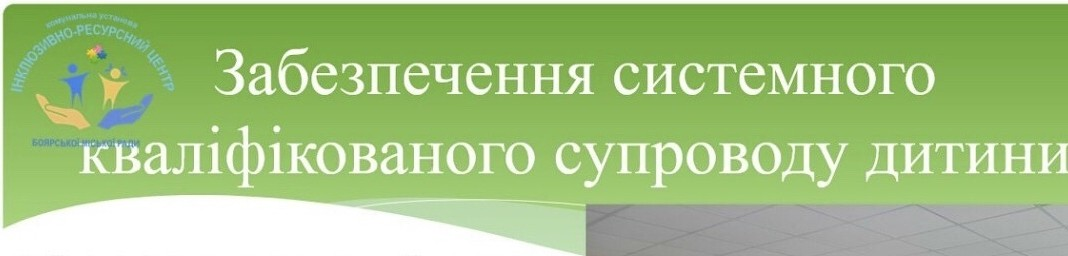 комунальна установа
ІНКЛЮЗИВНО-РЕСУРСНИЙ ЦЕНТР
БОЯРСЬКОЇ МІСЬКОЇ РАДИ
Забезпечення системного
кваліфікованого супроводу дитини